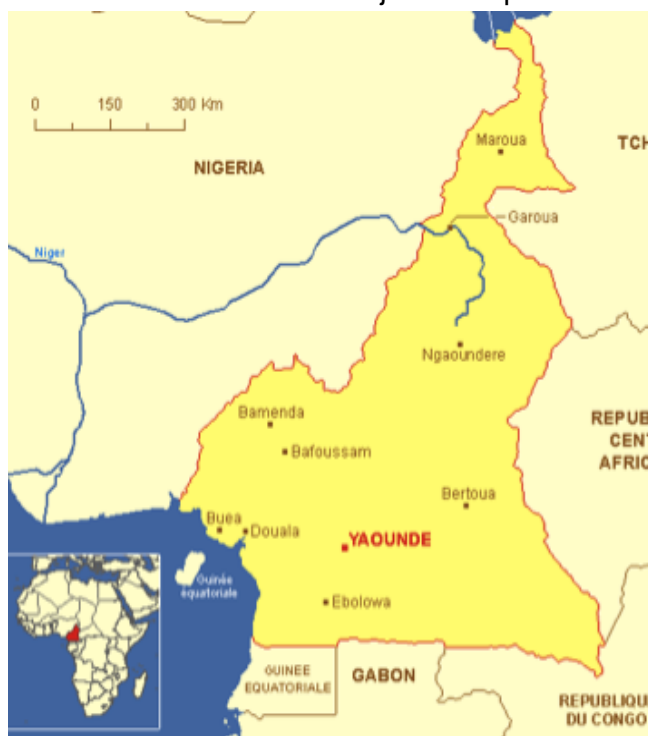 0 150 300 Km
Maroua
TCH
NIGERIA
Garoua
Niger
Ngaoundere
Bamenda
REPUB
CENT
AFRIC
Bafoussam
Bertoua
Buea
Douala
YAOUNDE
Guinée
équatoriale
Ebolowa
GUINEE
EQUATORIALE
GABON
REPUBLIQU
DU CONGO